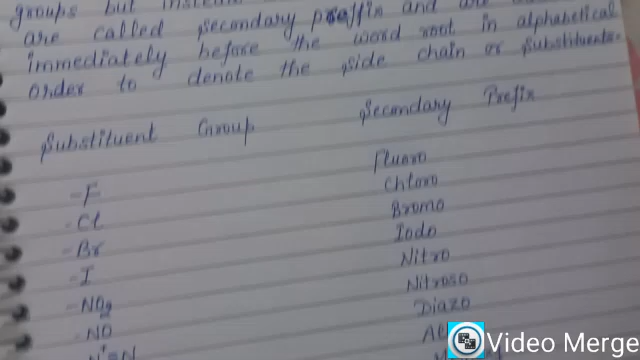 groups but
are called secondary preffix and are
immediately before the word root in alphabetical
order to denote the side chain or substituents.
Substituent Group Secondary Prefix
-F Fluoro
-Cl Chloro
-Br Bromo
-I Iodo
-NO2 Nitro
-NO Nitroso
Diazo
Video Merge